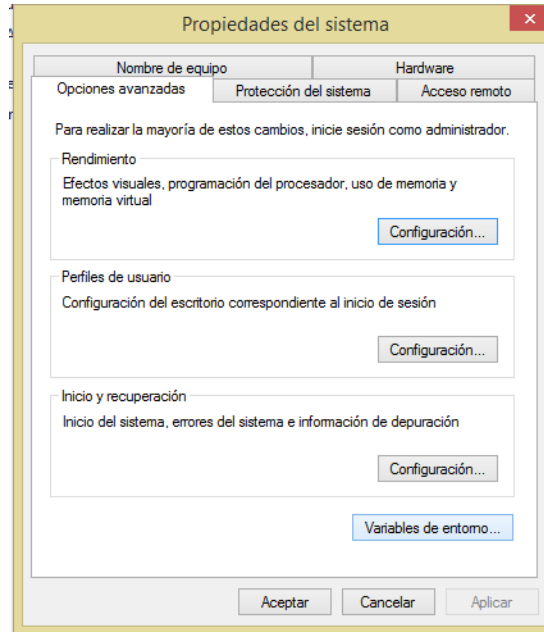 Propiedades del sistema
Nombre de equipo
Hardware
Opciones avanzadas
Protección del sistema
Acceso remoto
Para realizar la mayoría de estos cambios, inicie sesión como administrador.
Rendimiento
Efectos visuales, programación del procesador, uso de memoria y
memoria virtual
Configuración...
Perfiles de usuario
Configuración del escritorio correspondiente al inicio de sesión
Configuración...
Inicio y recuperación
Inicio del sistema, errores del sistema e información de depuración
Configuración...
Variables de entorno...
Aceptar
Cancelar
Aplicar